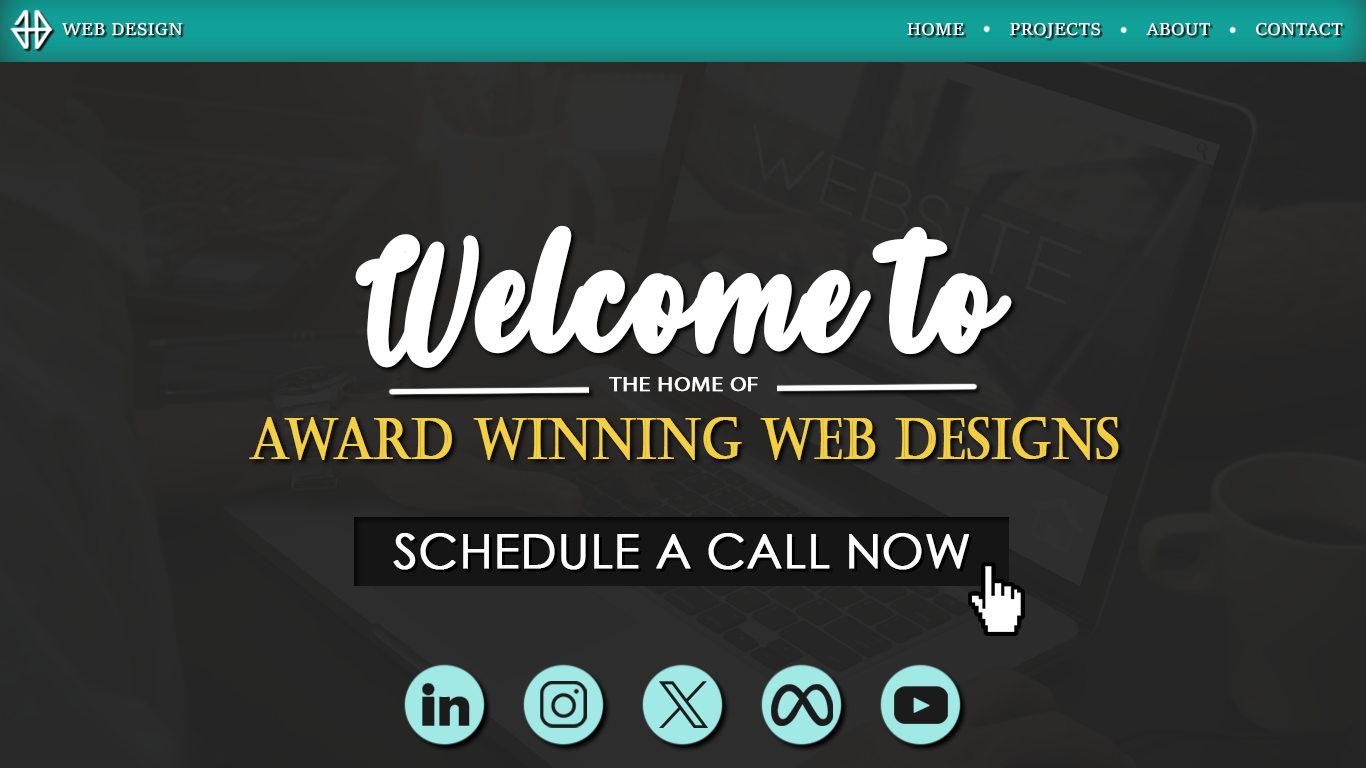 WEB DESIGN
HOME • PROJECTS • ABOUT • CONTACT
WEBSITE
Welcome to
THE HOME OF
AWARD WINNING WEB DESIGNS
SCHEDULE A CALL NOW
in